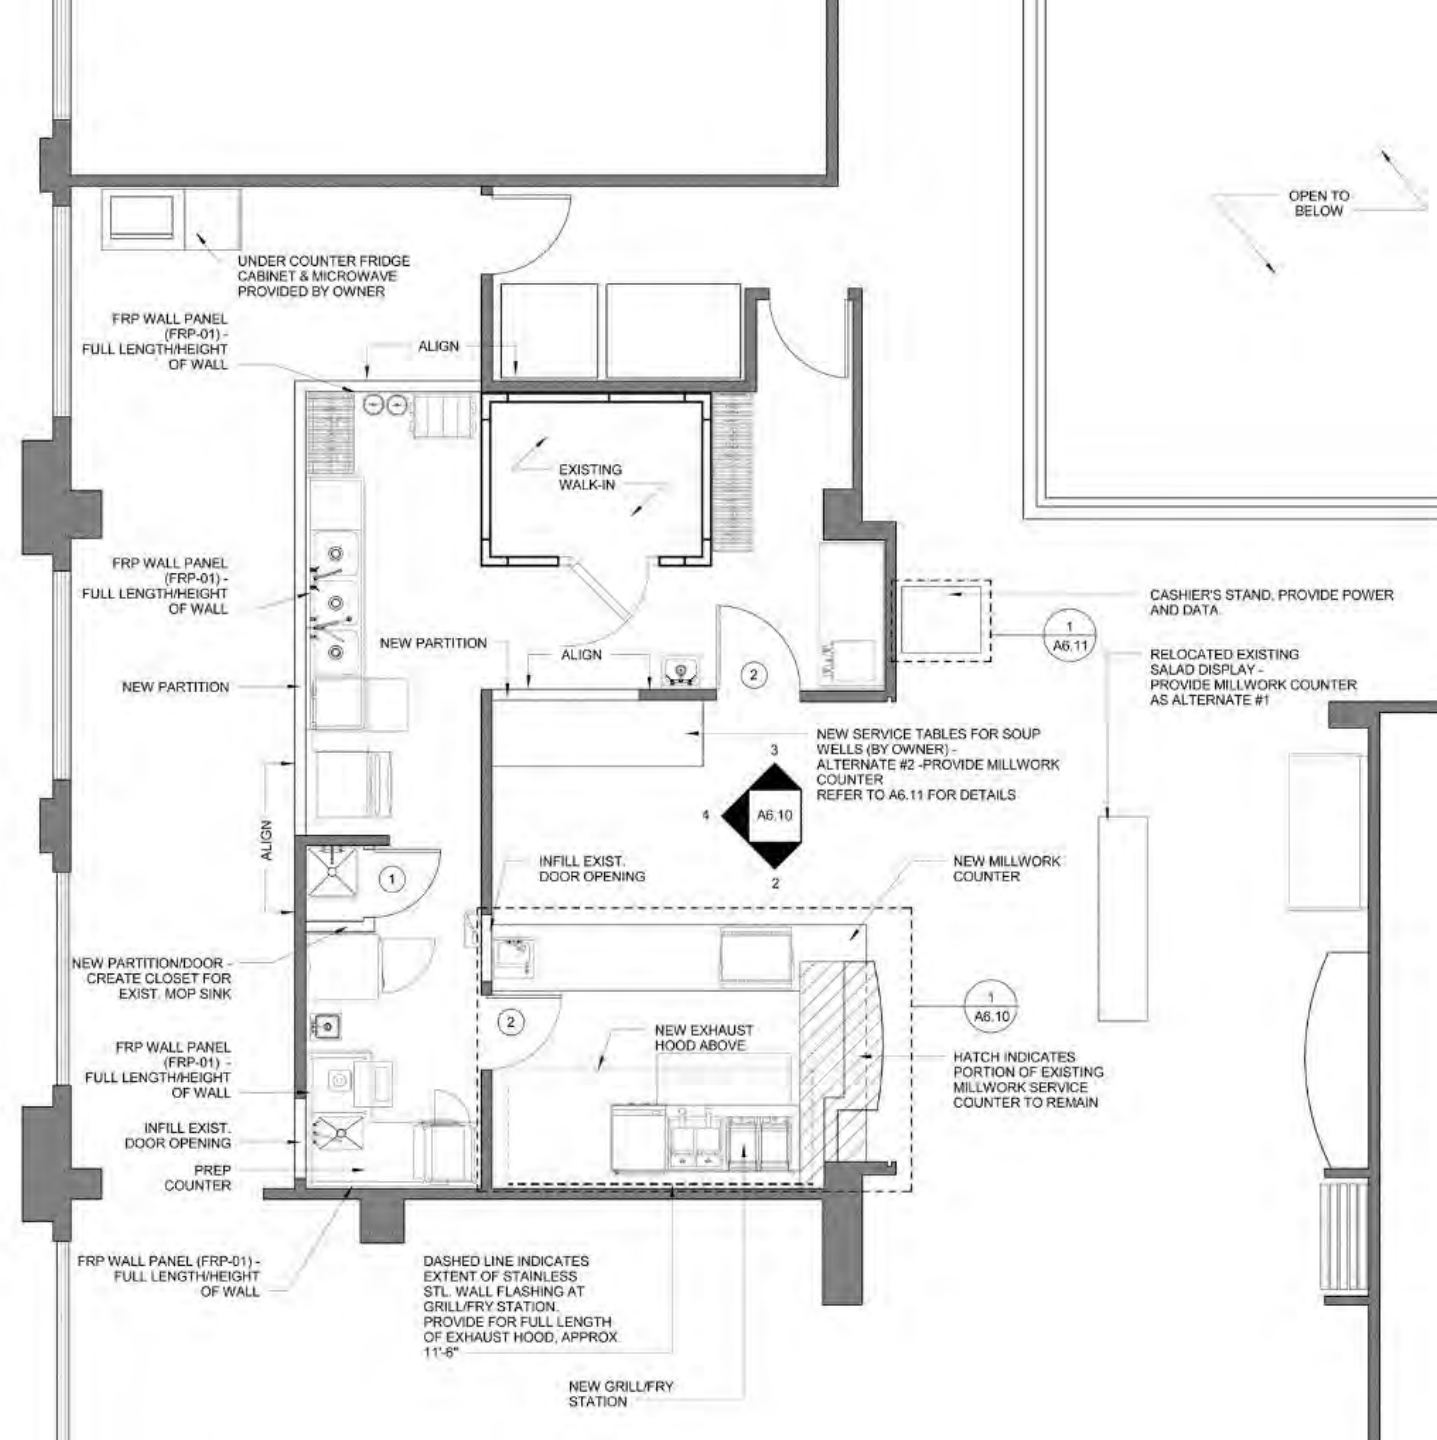 OPEN TO
BELOW
UNDER COUNTER FRIDGE
CABINET & MICROWAVE
PROVIDED BY OWNER
FRP WALL PANEL
(FRP-01) -
FULL LENGTH/HEIGHT
OF WALL
ALIGN
EXISTING
WALK-IN
FRP WALL PANEL
(FRP-01) -
FULL LENGTH/HEIGHT
OF WALL
CASHIER'S STAND, PROVIDE POWER
AND DATA.
1
A6.11
NEW PARTITION
ALIGN
RELOCATED EXISTING
SALAD DISPLAY -
PROVIDE MILLWORK COUNTER
AS ALTERNATE #1
2
NEW PARTITION
NEW SERVICE TABLES FOR SOUP
WELLS (BY OWNER) -
ALTERNATE #2 -PROVIDE MILLWORK
COUNTER
REFER TO A6.11 FOR DETAILS
3
4
A6.10
2
ALIGN
INFILL EXIST.
DOOR OPENING
NEW MILLWORK
COUNTER
1
NEW PARTITION/DOOR -
CREATE CLOSET FOR
EXIST. MOP SINK
1
A6.10
2
NEW EXHAUST
HOOD ABOVE
FRP WALL PANEL
(FRP-01) -
FULL LENGTH/HEIGHT
OF WALL
HATCH INDICATES
PORTION OF EXISTING
MILLWORK SERVICE
COUNTER TO REMAIN
INFILL EXIST.
DOOR OPENING
PREP
COUNTER
FRP WALL PANEL (FRP-01) -
FULL LENGTH/HEIGHT
OF WALL
DASHED LINE INDICATES
EXTENT OF STAINLESS
STL. WALL FLASHING AT
GRILL/FRY STATION.
PROVIDE FOR FULL LENGTH
OF EXHAUST HOOD, APPROX.
11'-6"
NEW GRILL/FRY
STATION